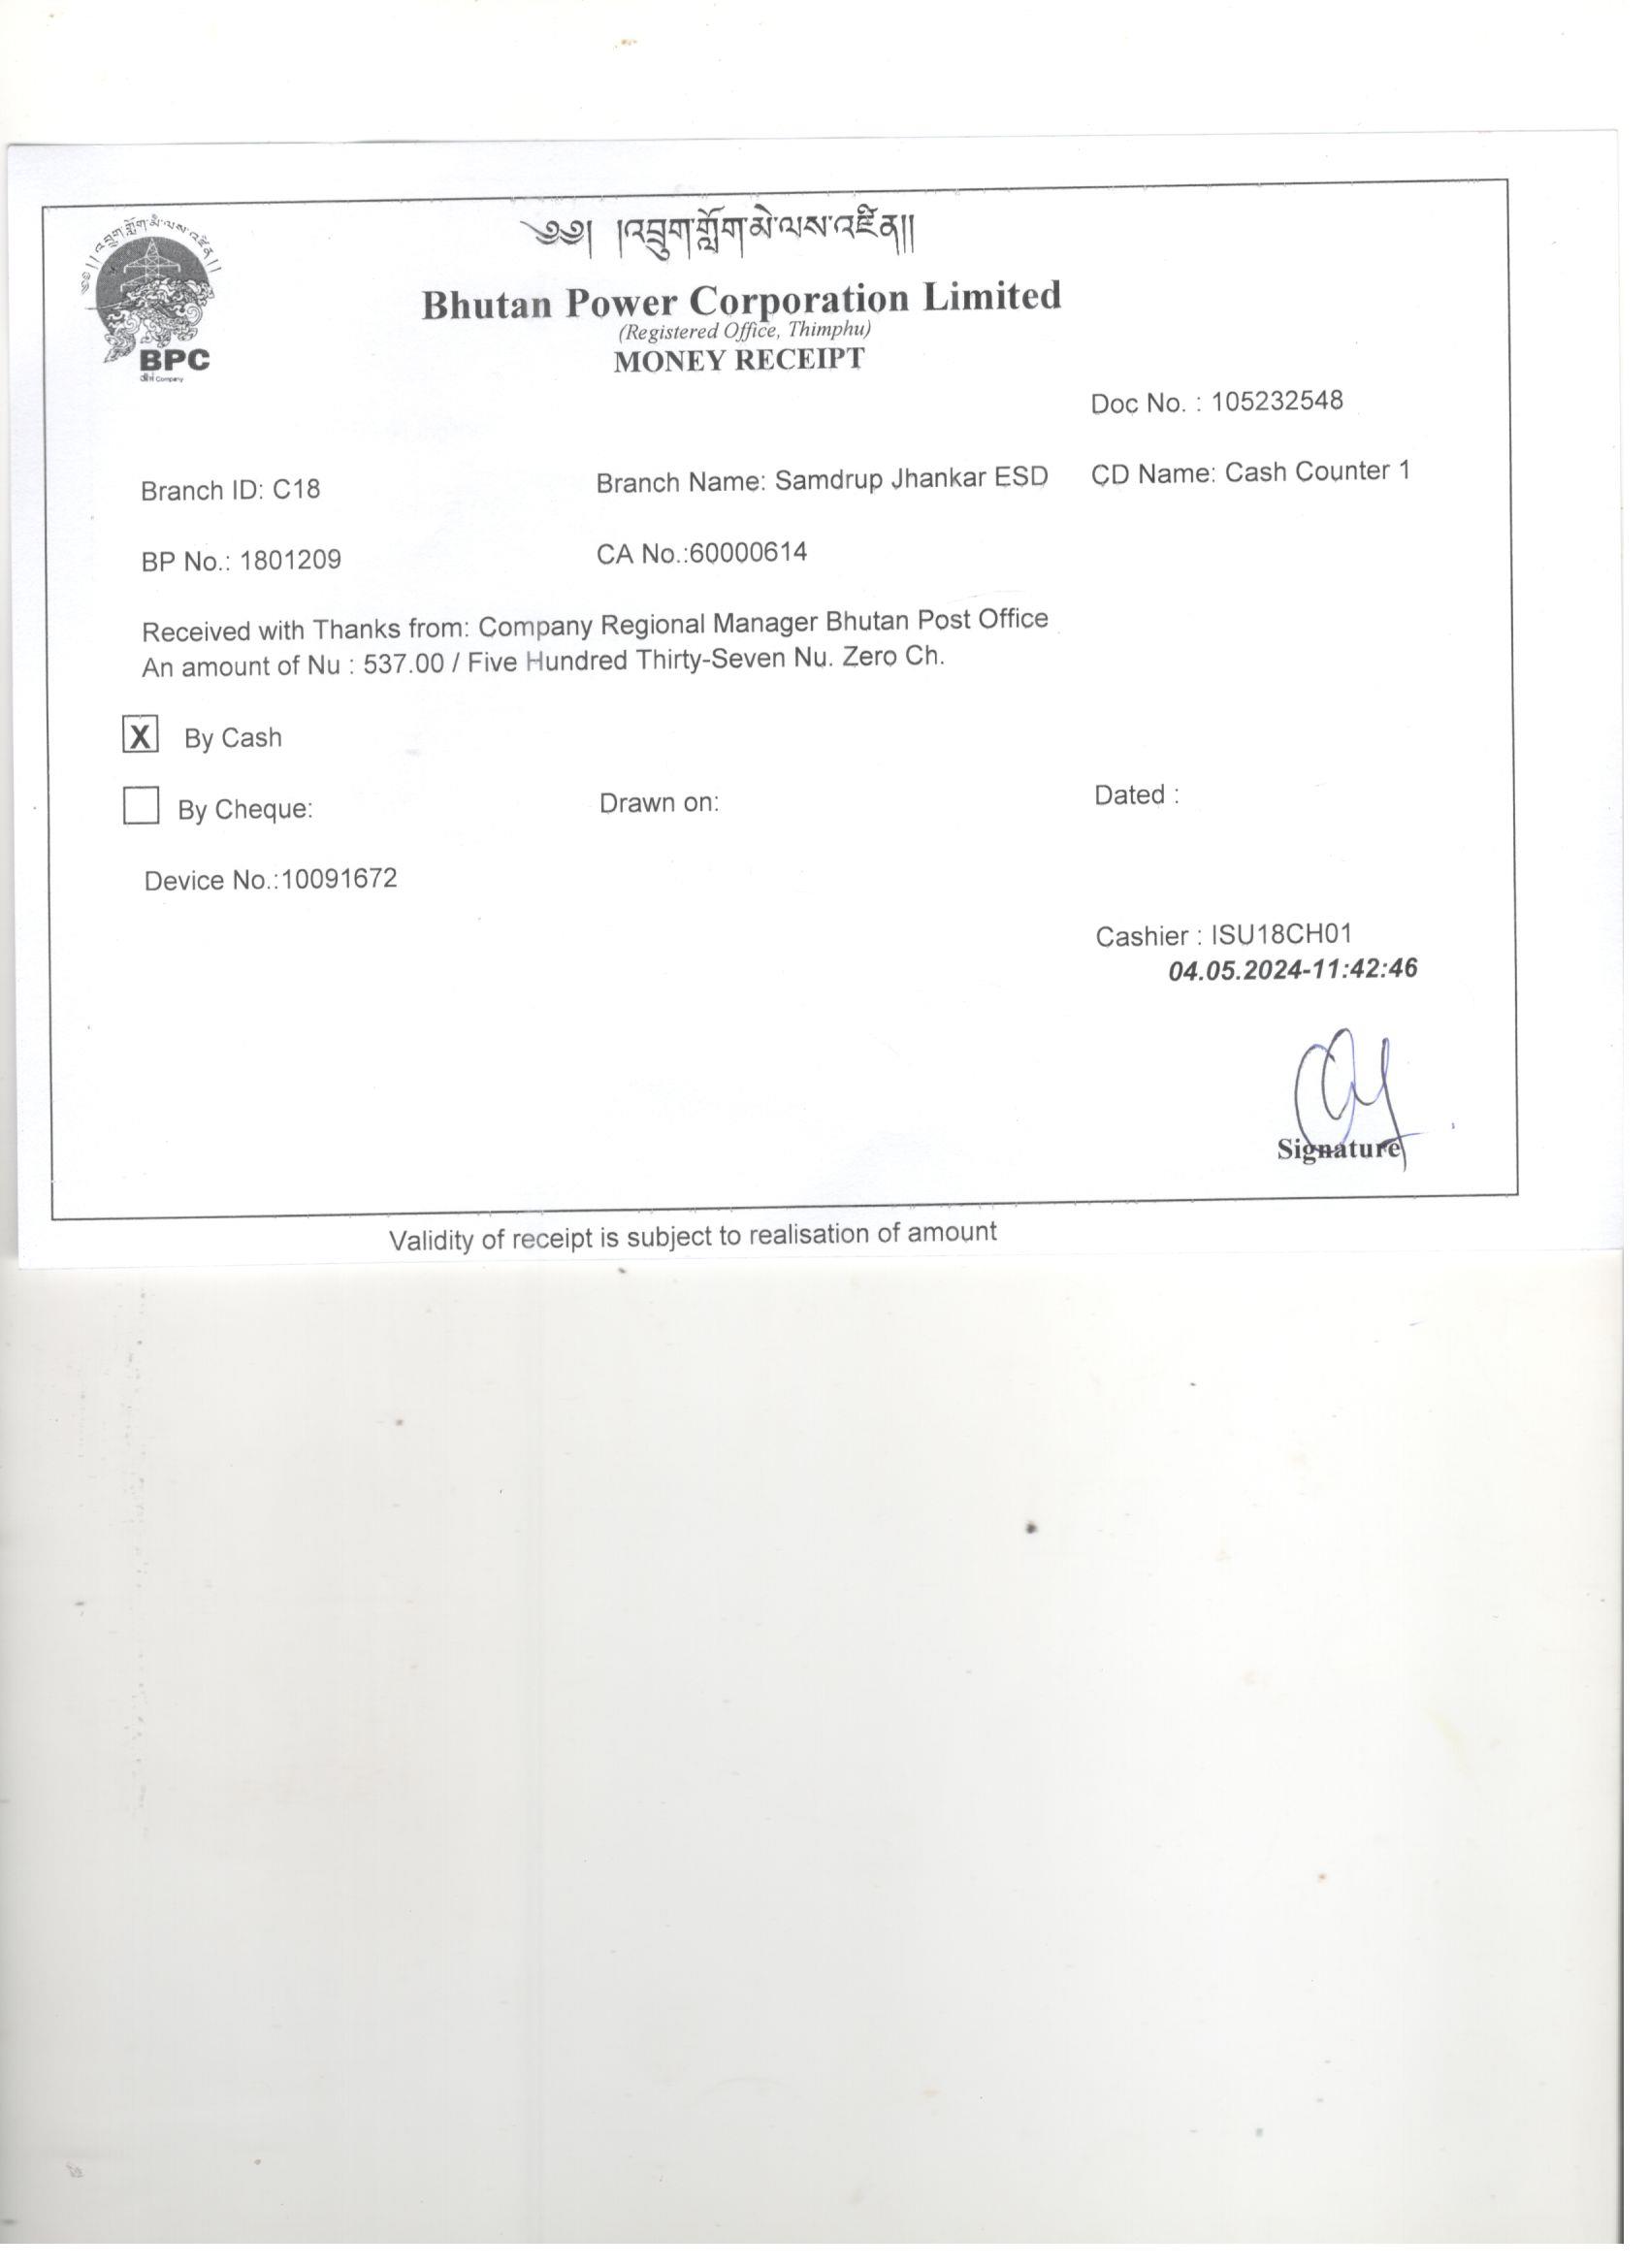 ༄༅། །འབྲུག་གློག་མེ་ལས་འཛིན།།
༄༅། །འབྲུག་གློག་མེ་ལས་འཛིན།།
Bhutan Power Corporation Limited
(Registered Office, Thimphu)
MONEY RECEIPT
BPC
Company
Doc No. : 105232548
Branch ID: C18 Branch Name: Samdrup Jhankar ESD CD Name: Cash Counter 1
BP No.: 1801209 CA No.:60000614
Received with Thanks from: Company Regional Manager Bhutan Post Office
An amount of Nu : 537.00 / Five Hundred Thirty-Seven Nu. Zero Ch.
X By Cash
By Cheque: Drawn on: Dated :
Device No.:10091672
Cashier : ISU18CH01
04.05.2024-11:42:46
Signature
Validity of receipt is subject to realisation of amount